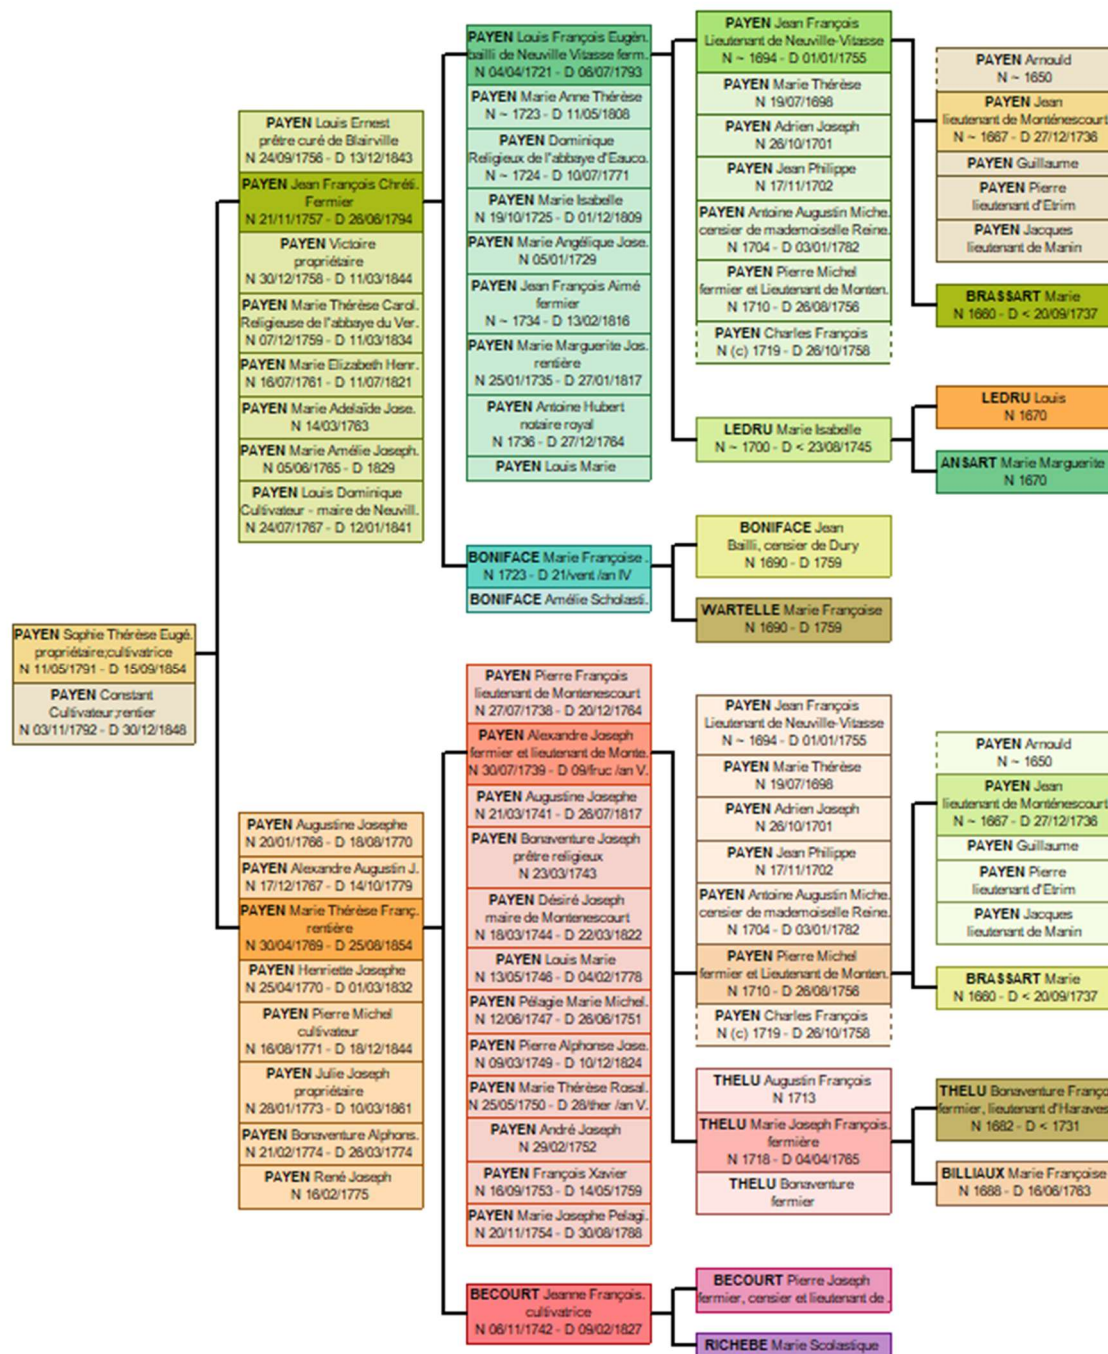 PAYEN Sophie Thérèse Eugé.
propriétaire;cultivatrice
N 11/05/1791 - D 15/09/1854
PAYEN Constant
Cultivateur;rentier
N 03/11/1792 - D 30/12/1848
PAYEN Louis Ernest
prêtre curé de Blairville
N 24/09/1756 - D 13/12/1843
PAYEN Jean François Chréti.
Fermier
N 21/11/1757 - D 26/06/1794
PAYEN Victoire
propriétaire
N 30/12/1758 - D 11/03/1844
PAYEN Marie Thérèse Carol.
Religieuse de l'abbaye du Ver.
N 07/12/1759 - D 11/03/1834
PAYEN Marie Elizabeth Henr.
N 16/07/1761 - D 11/07/1821
PAYEN Marie Adelaïde Jose.
N 14/03/1763
PAYEN Marie Amélie Joseph.
N 05/06/1765 - D 1829
PAYEN Louis Dominique
Cultivateur - maire de Neuvill.
N 24/07/1767 - D 12/01/1841
PAYEN Augustine Josephe
N 20/01/1766 - D 18/08/1770
PAYEN Alexandre Augustin J.
N 17/12/1767 - D 14/10/1779
PAYEN Marie Thérèse Franç.
rentière
N 30/04/1769 - D 25/08/1854
PAYEN Henriette Josephe
N 25/04/1770 - D 01/03/1832
PAYEN Pierre Michel
cultivateur
N 16/08/1771 - D 18/12/1844
PAYEN Julie Joseph
propriétaire
N 28/01/1773 - D 10/03/1861
PAYEN Bonaventure Alphons.
N 21/02/1774 - D 26/03/1774
PAYEN René Joseph
N 16/02/1775
PAYEN Louis François Eugén.
bailli de Neuville Vitasse ferm.
N 04/04/1721 - D 06/07/1793
PAYEN Marie Anne Thérèse
N ~ 1723 - D 11/05/1808
PAYEN Dominique
Religieux de l'abbaye d'Eauco.
N ~ 1724 - D 10/07/1771
PAYEN Marie Isabelle
N 19/10/1725 - D 01/12/1809
PAYEN Marie Angélique Jose.
N 05/01/1729
PAYEN Jean François Aimé
fermier
N ~ 1734 - D 13/02/1816
PAYEN Marie Marguerite Jos.
rentière
N 25/01/1735 - D 27/01/1817
PAYEN Antoine Hubert
notaire royal
N 1736 - D 27/12/1764
PAYEN Louis Marie
BONIFACE Marie Françoise .
N 1723 - D 21/vent /an IV
BONIFACE Amélie Scholasti.
PAYEN Pierre François
lieutenant de Montenescourt
N 27/07/1738 - D 20/12/1764
PAYEN Alexandre Joseph
fermier et lieutenant de Monte.
N 30/07/1739 - D 09/fruc /an V.
PAYEN Augustine Josephe
N 21/03/1741 - D 26/07/1817
PAYEN Bonaventure Joseph
prêtre religieux
N 23/03/1743
PAYEN Désiré Joseph
maire de Montenescourt
N 18/03/1744 - D 22/03/1822
PAYEN Louis Marie
N 13/05/1746 - D 04/02/1778
PAYEN Pélagie Marie Michel.
N 12/06/1747 - D 26/06/1751
PAYEN Pierre Alphonse Jose.
N 09/03/1749 - D 10/12/1824
PAYEN Marie Thérèse Rosal.
N 25/05/1750 - D 28/ther /an V.
PAYEN André Joseph
N 29/02/1752
PAYEN François Xavier
N 16/09/1753 - D 14/05/1759
PAYEN Marie Josephe Pelagi.
N 20/11/1754 - D 30/08/1788
BECOURT Jeanne François.
cultivatrice
N 06/11/1742 - D 09/02/1827
PAYEN Jean François
Lieutenant de Neuville-Vitasse
N ~ 1694 - D 01/01/1755
PAYEN Marie Thérèse
N 19/07/1698
PAYEN Adrien Joseph
N 26/10/1701
PAYEN Jean Philippe
N 17/11/1702
PAYEN Antoine Augustin Miche.
censier de mademoiselle Reine.
N 1704 - D 03/01/1782
PAYEN Pierre Michel
fermier et Lieutenant de Monten.
N 1710 - D 26/08/1756
PAYEN Charles François
N (c) 1719 - D 26/10/1758
LEDRU Marie Isabelle
N ~ 1700 - D < 23/08/1745
BONIFACE Jean
Bailli, censier de Dury
N 1690 - D 1759
WARTELLE Marie Françoise
N 1690 - D 1759
PAYEN Jean François
Lieutenant de Neuville-Vitasse
N ~ 1694 - D 01/01/1755
PAYEN Marie Thérèse
N 19/07/1698
PAYEN Adrien Joseph
N 26/10/1701
PAYEN Jean Philippe
N 17/11/1702
PAYEN Antoine Augustin Miche.
censier de mademoiselle Reine.
N 1704 - D 03/01/1782
PAYEN Pierre Michel
fermier et Lieutenant de Monten.
N 1710 - D 26/08/1756
PAYEN Charles François
N (c) 1719 - D 26/10/1758
THELU Augustin François
N 1713
THELU Marie Joseph François.
fermière
N 1718 - D 04/04/1765
THELU Bonaventure
fermier
BECOURT Pierre Joseph
fermier, censier et lieutenant de .
RICHEBE Marie Scolastique
PAYEN Arnould
N ~ 1650
PAYEN Jean
lieutenant de Monténescourt
N ~ 1667 - D 27/12/1736
PAYEN Guillaume
PAYEN Pierre
lieutenant d'Etrim
PAYEN Jacques
lieutenant de Manin
BRASSART Marie
N 1660 - D < 20/09/1737
LEDRU Louis
N 1670
ANSART Marie Marguerite
N 1670
PAYEN Arnould
N ~ 1650
PAYEN Jean
lieutenant de Monténescourt
N ~ 1667 - D 27/12/1736
PAYEN Guillaume
PAYEN Pierre
lieutenant d'Etrim
PAYEN Jacques
lieutenant de Manin
BRASSART Marie
N 1660 - D < 20/09/1737
THELU Bonaventure Franço
fermier, lieutenant d'Haraves
N 1682 - D < 1731
BILLIAUX Marie Françoise
N 1688 - D 16/06/1763